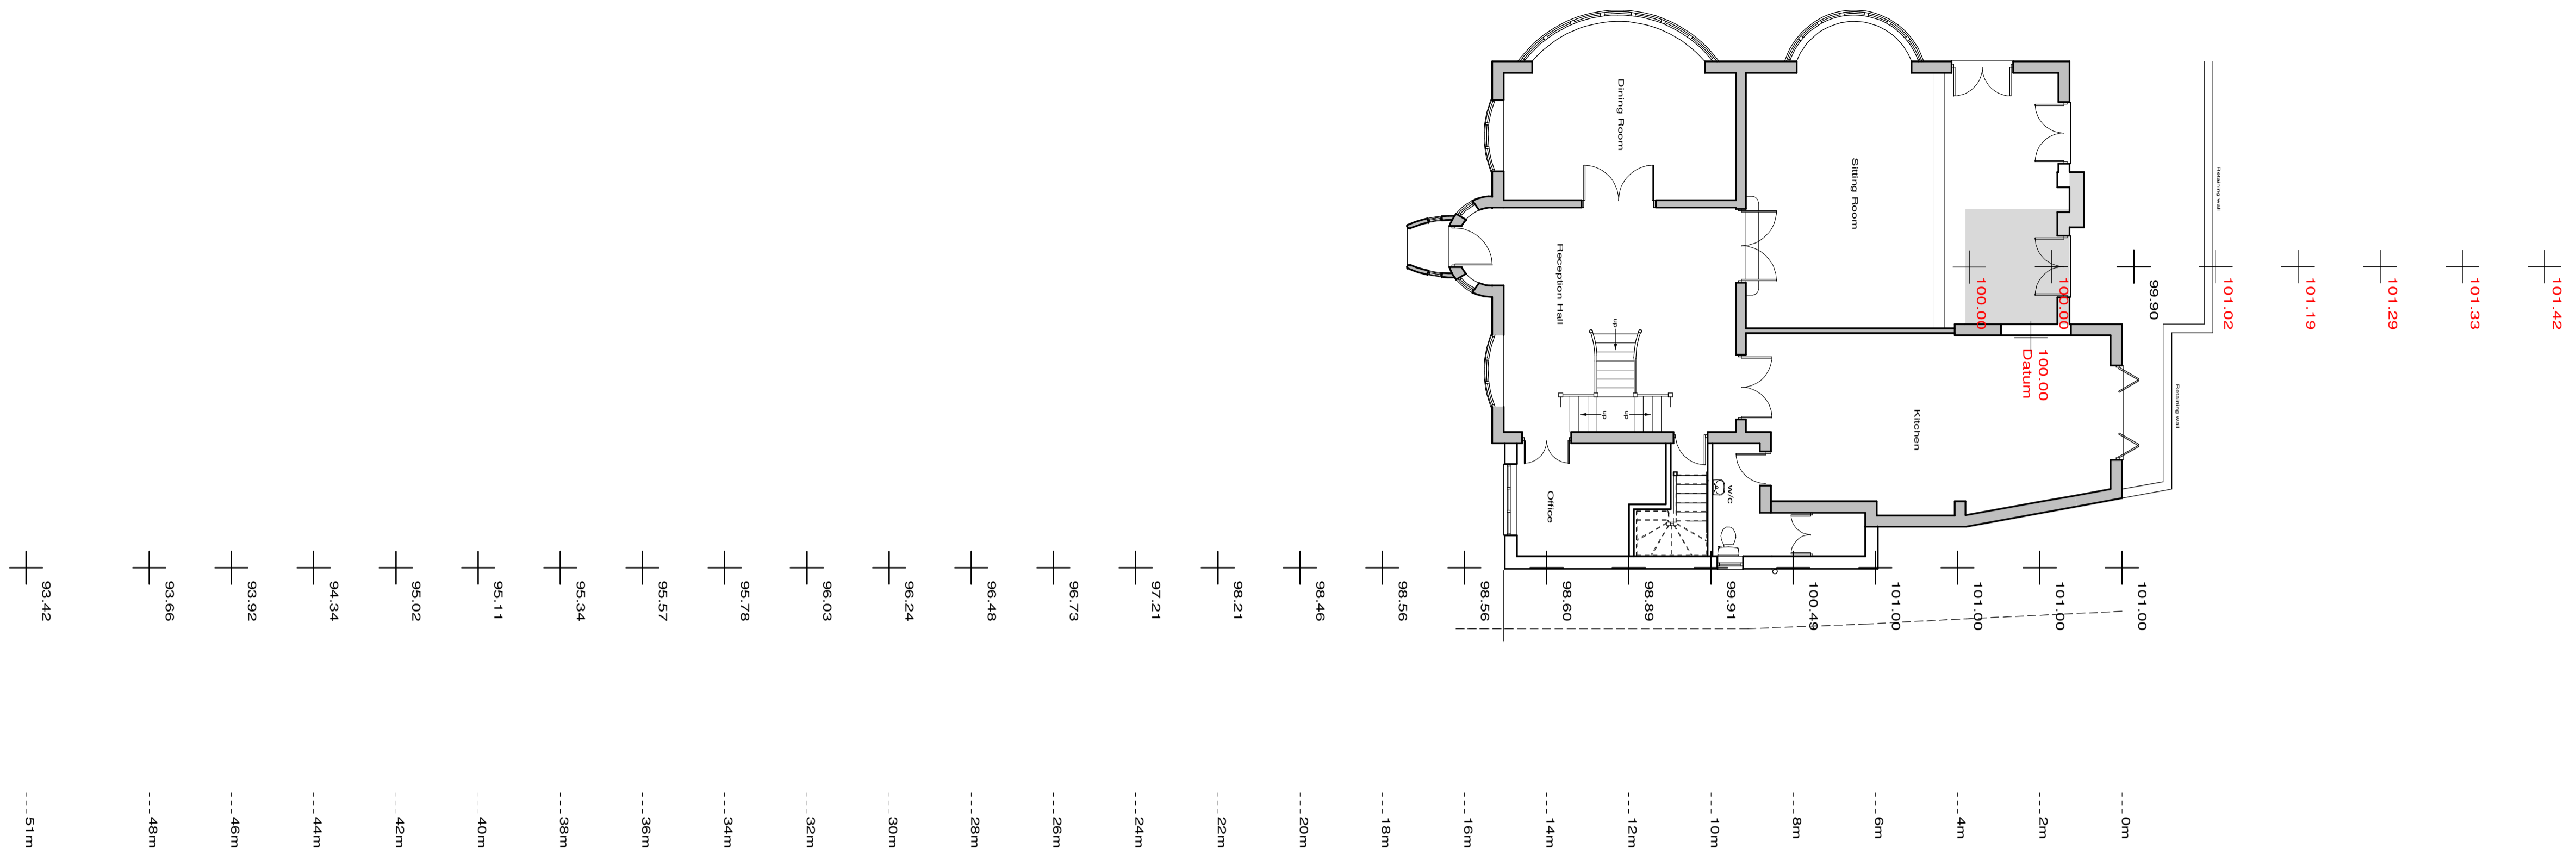 Dining Room
Sitting Room
Reception Hall
Kitchen
Office
w/c
up
up
up
Retaining wall
Retaining wall
100.00
100.00
99.90
101.02
101.19
101.29
101.33
101.42
100.00
Datum
93.42
93.66
93.92
94.34
95.02
95.11
95.34
95.57
95.78
96.03
96.24
96.48
96.73
97.21
98.21
98.46
98.56
98.56
98.60
98.89
99.91
100.49
101.00
101.00
101.00
101.00
51m
48m
46m
44m
42m
40m
38m
36m
34m
32m
30m
28m
26m
24m
22m
20m
18m
16m
14m
12m
10m
8m
6m
4m
2m
0m